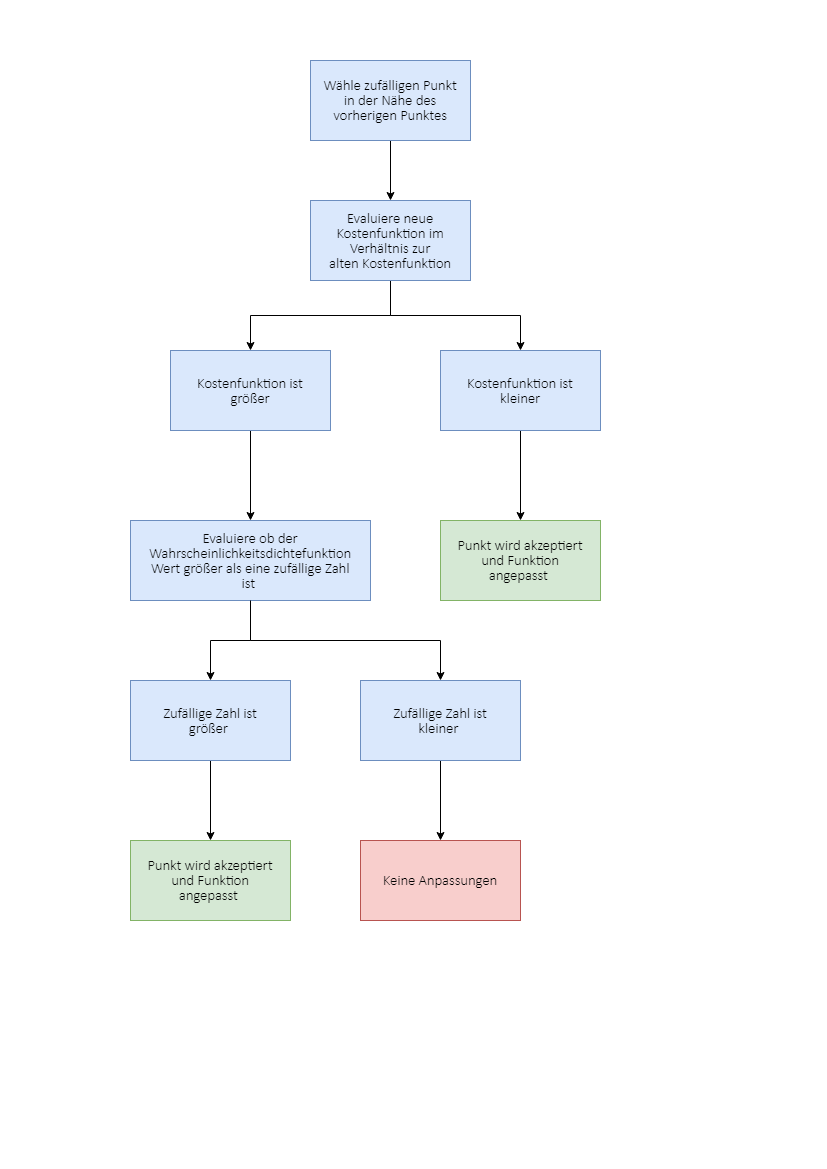 Wähle zufälligen Punkt
in der Nähe des
vorherigen Punktes
Evaluiere neue
Kostenfunktion im
Verhältnis zur
alten Kostenfunktion
Kostenfunktion ist
größer
Kostenfunktion ist
kleiner
Evaluiere ob der
Wahrscheinlichkeitsdichtefunktion
Wert größer als eine zufällige Zahl
ist
Punkt wird akzeptiert
und Funktion
angepasst
Zufällige Zahl ist
größer
Zufällige Zahl ist
kleiner
Punkt wird akzeptiert
und Funktion
angepasst
Keine Anpassungen